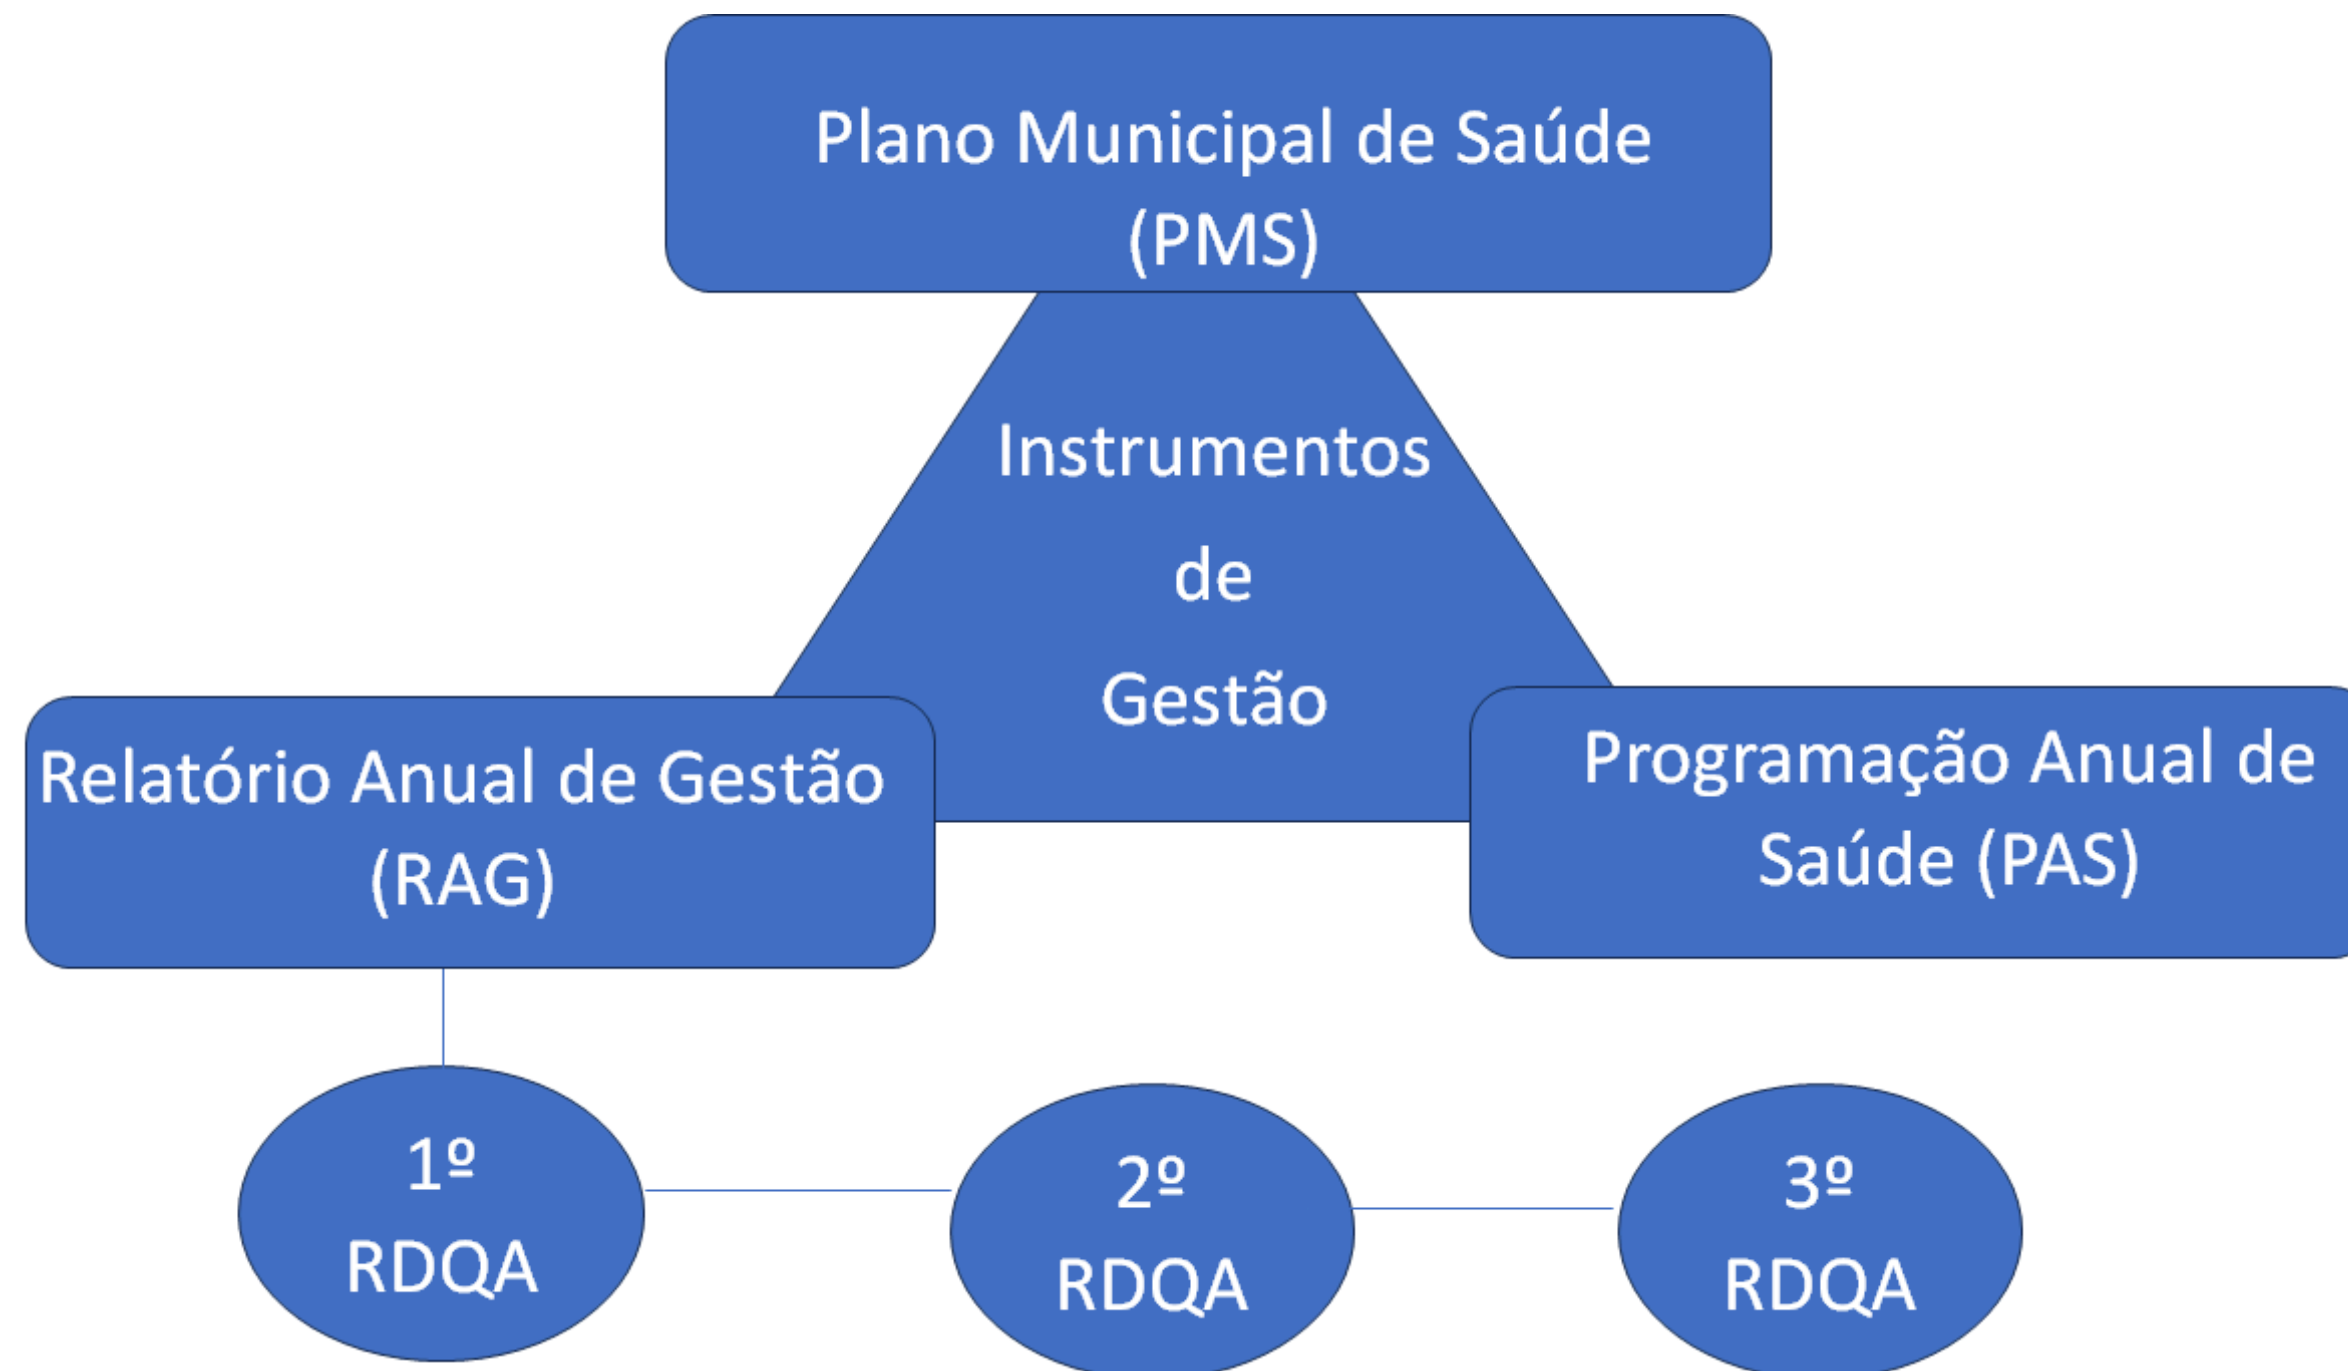 Plano Municipal de Saúde
(PMS)
Instrumentos
de
Gestão
Relatório Anual de Gestão
(RAG)
Programação Anual de
Saúde (PAS)
1º
RDQA
2º
RDQA
3º
RDQA